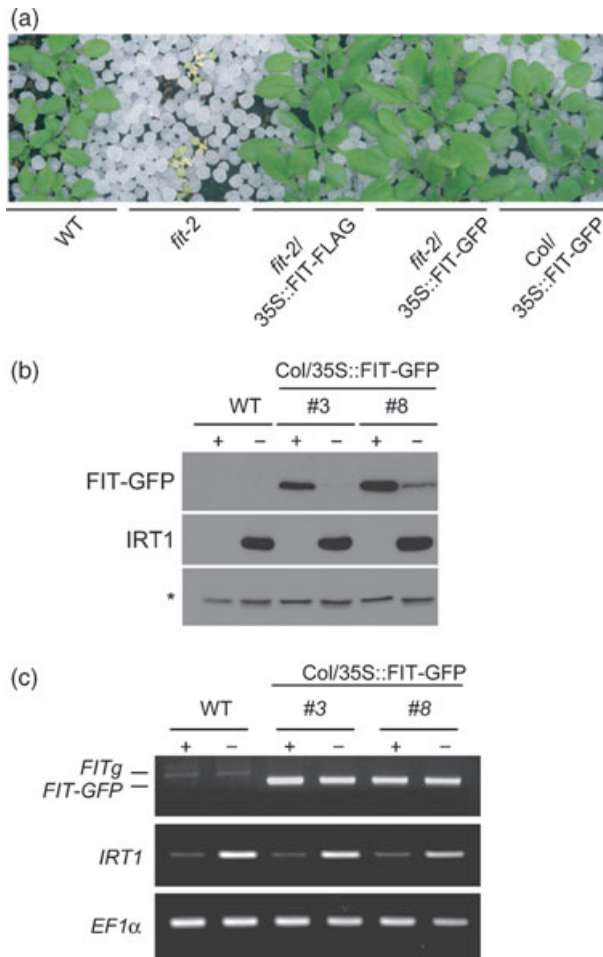 (a)
WT
fit-2
fit-2/
35S::FIT-FLAG
fit-2/
35S::FIT-GFP
Col/
35S::FIT-GFP
(b)
Col/35S::FIT-GFP
WT #3 #8
+ − + − + −
FIT-GFP
IRT1
*
(c)
Col/35S::FIT-GFP
WT #3 #8
+ − + − + −
FITg
FIT-GFP
IRT1
EF1α